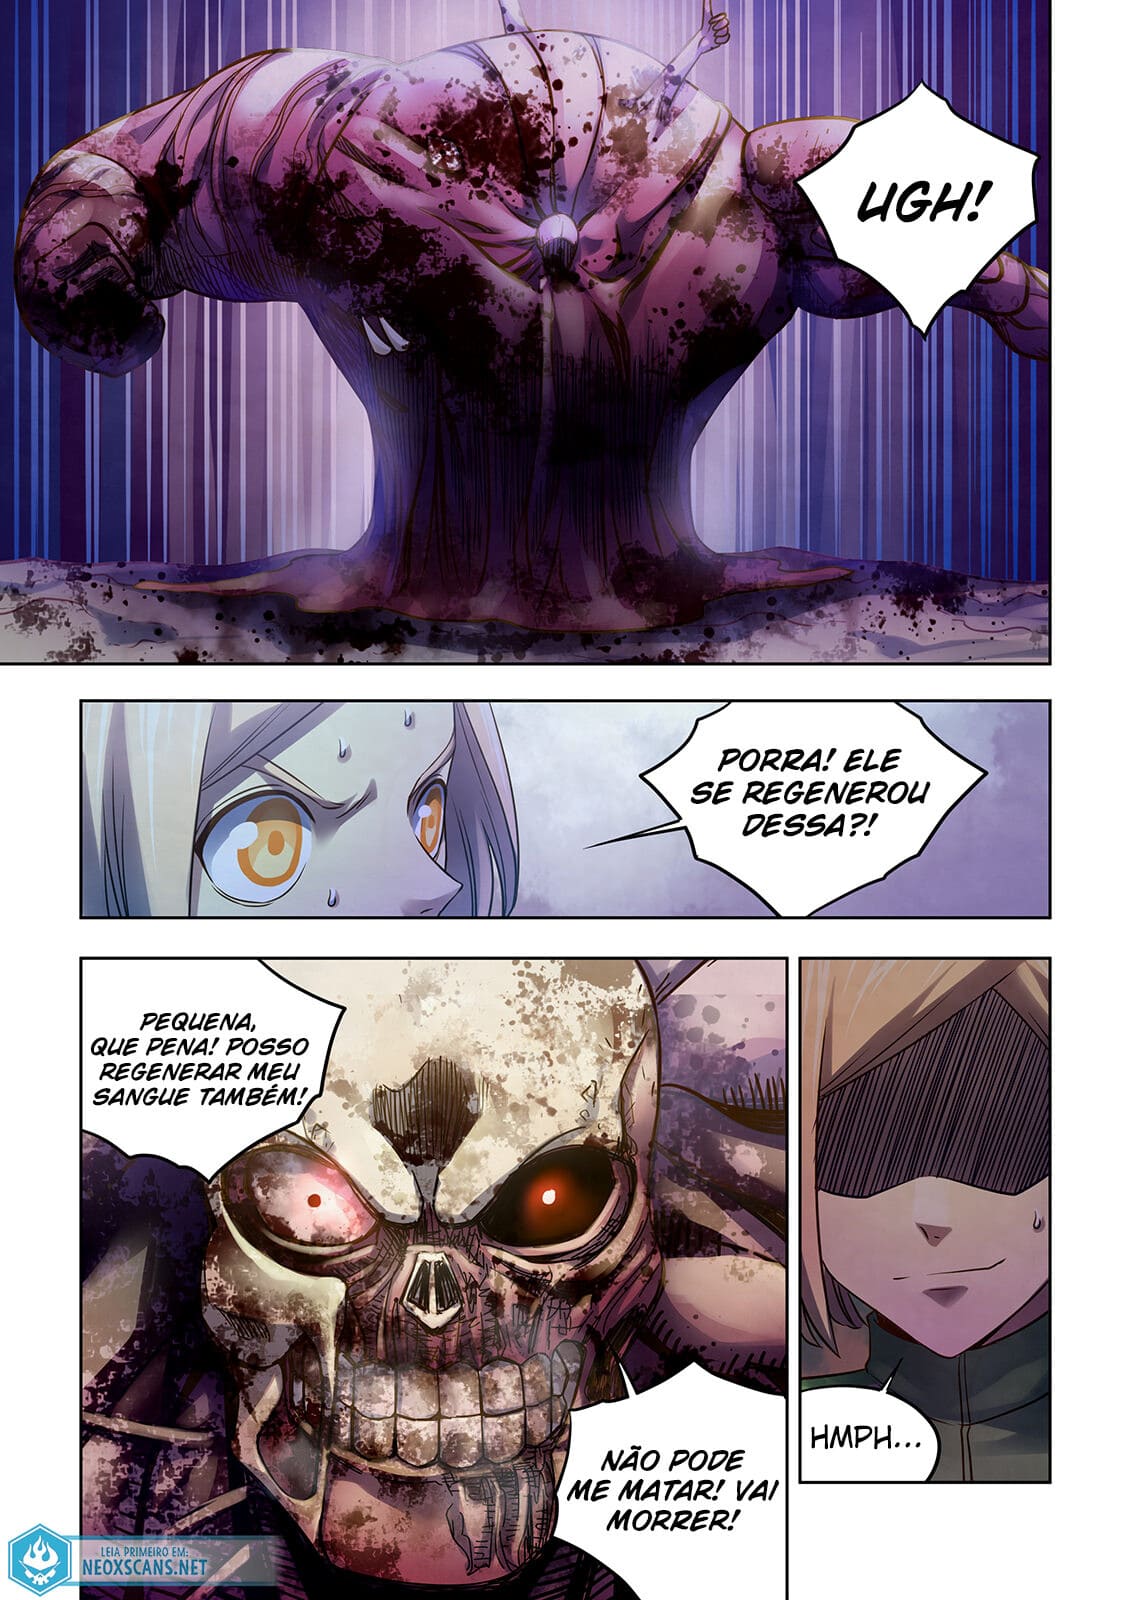 UGH!
PORRA! ELE
SE REGENEROU
DESSA?!
PEQUENA,
QUE PENA! POSSO
REGENERAR MEU
SANGUE TAMBÉM!
HMPH...
NÃO PODE
ME MATAR! VAI
MORRER!
LEIA PRIMEIRO EM:
NEOXSCANS.NET